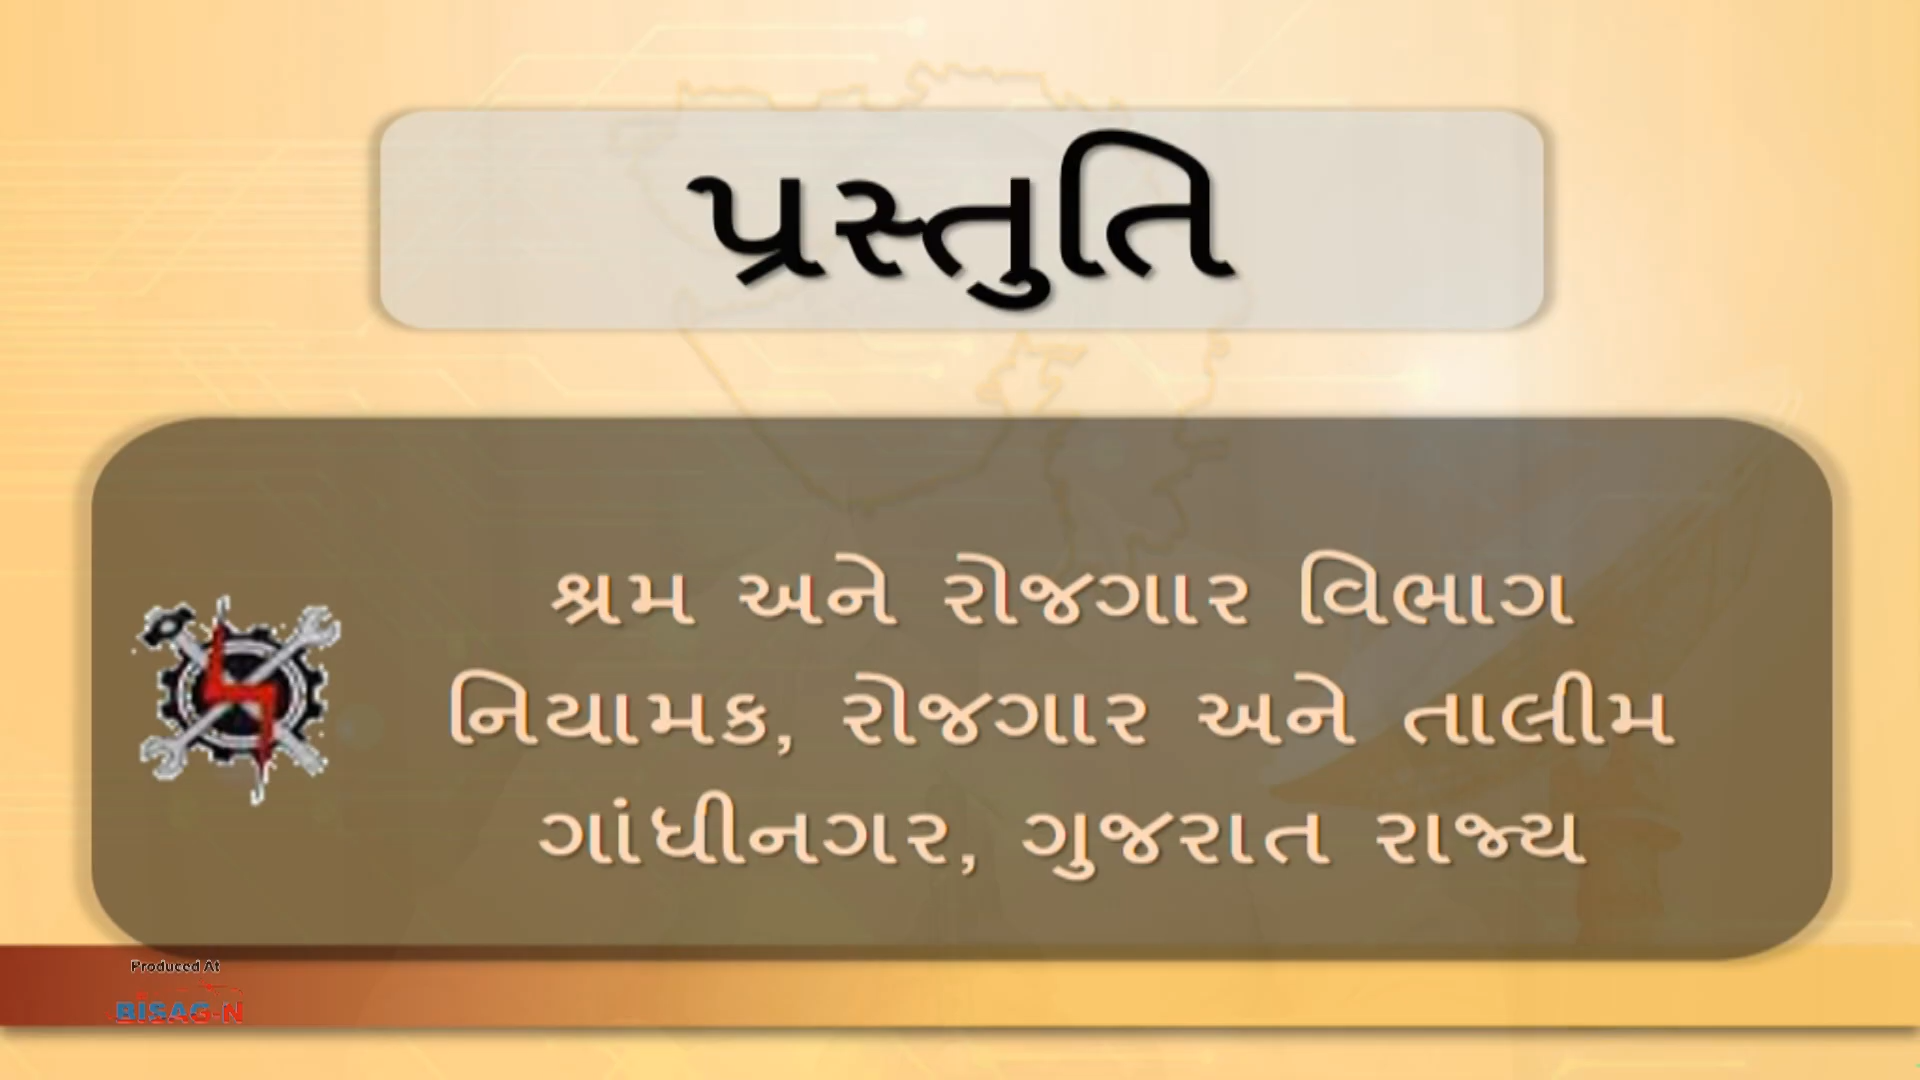 પ્રસ્તુતિ
શ્રમ અને રોજગાર વિભાગ
નિયામક, રોજગાર અને તાલીમ
ગાંધીનગર, ગુજરાત રાજ્ય
Produced At
BISAG-N